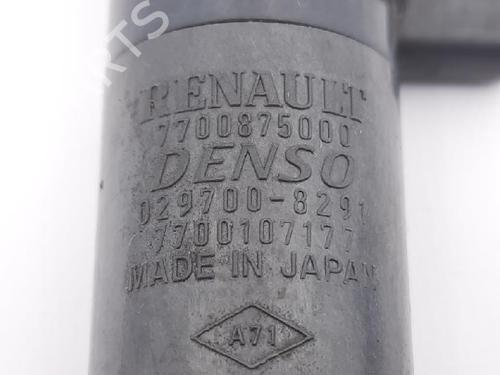 RENAULT
7700875000
DENSO
029700-8291
7700107177
MADE IN JAPAN
A71